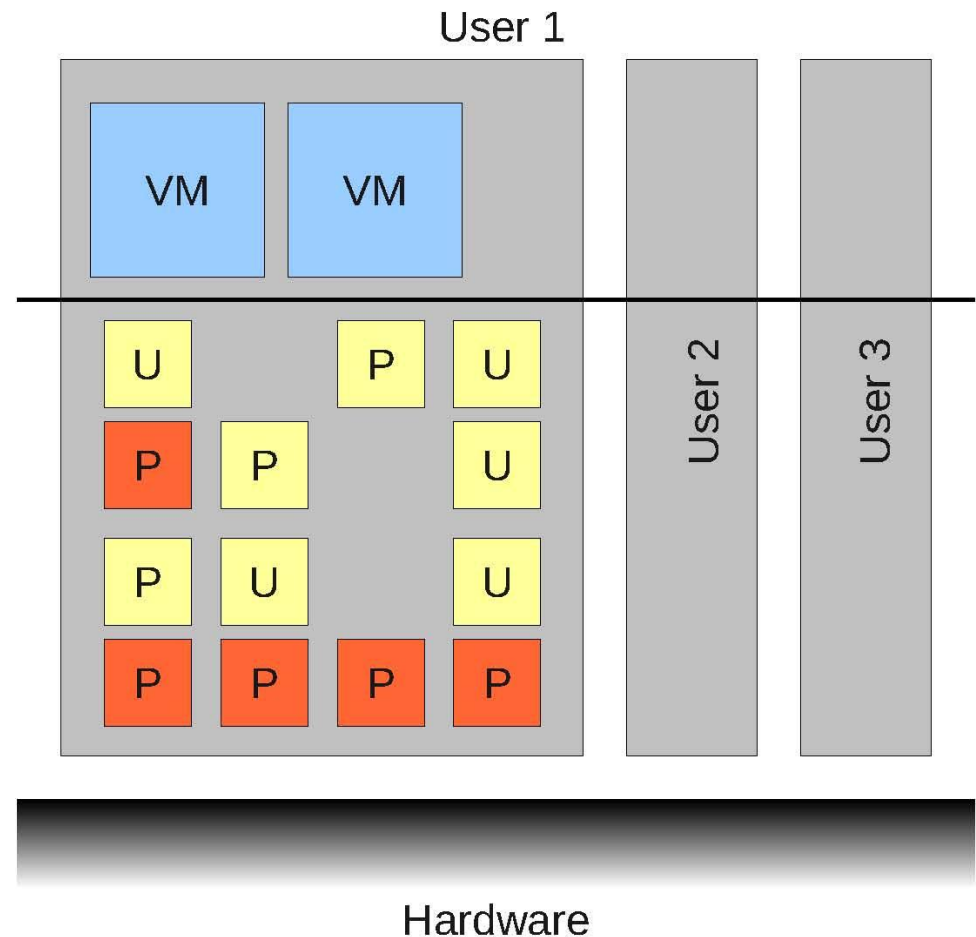 User 1
VM VM
U P U
P P U
P U U
P P P P
User 2
User 3
Hardware